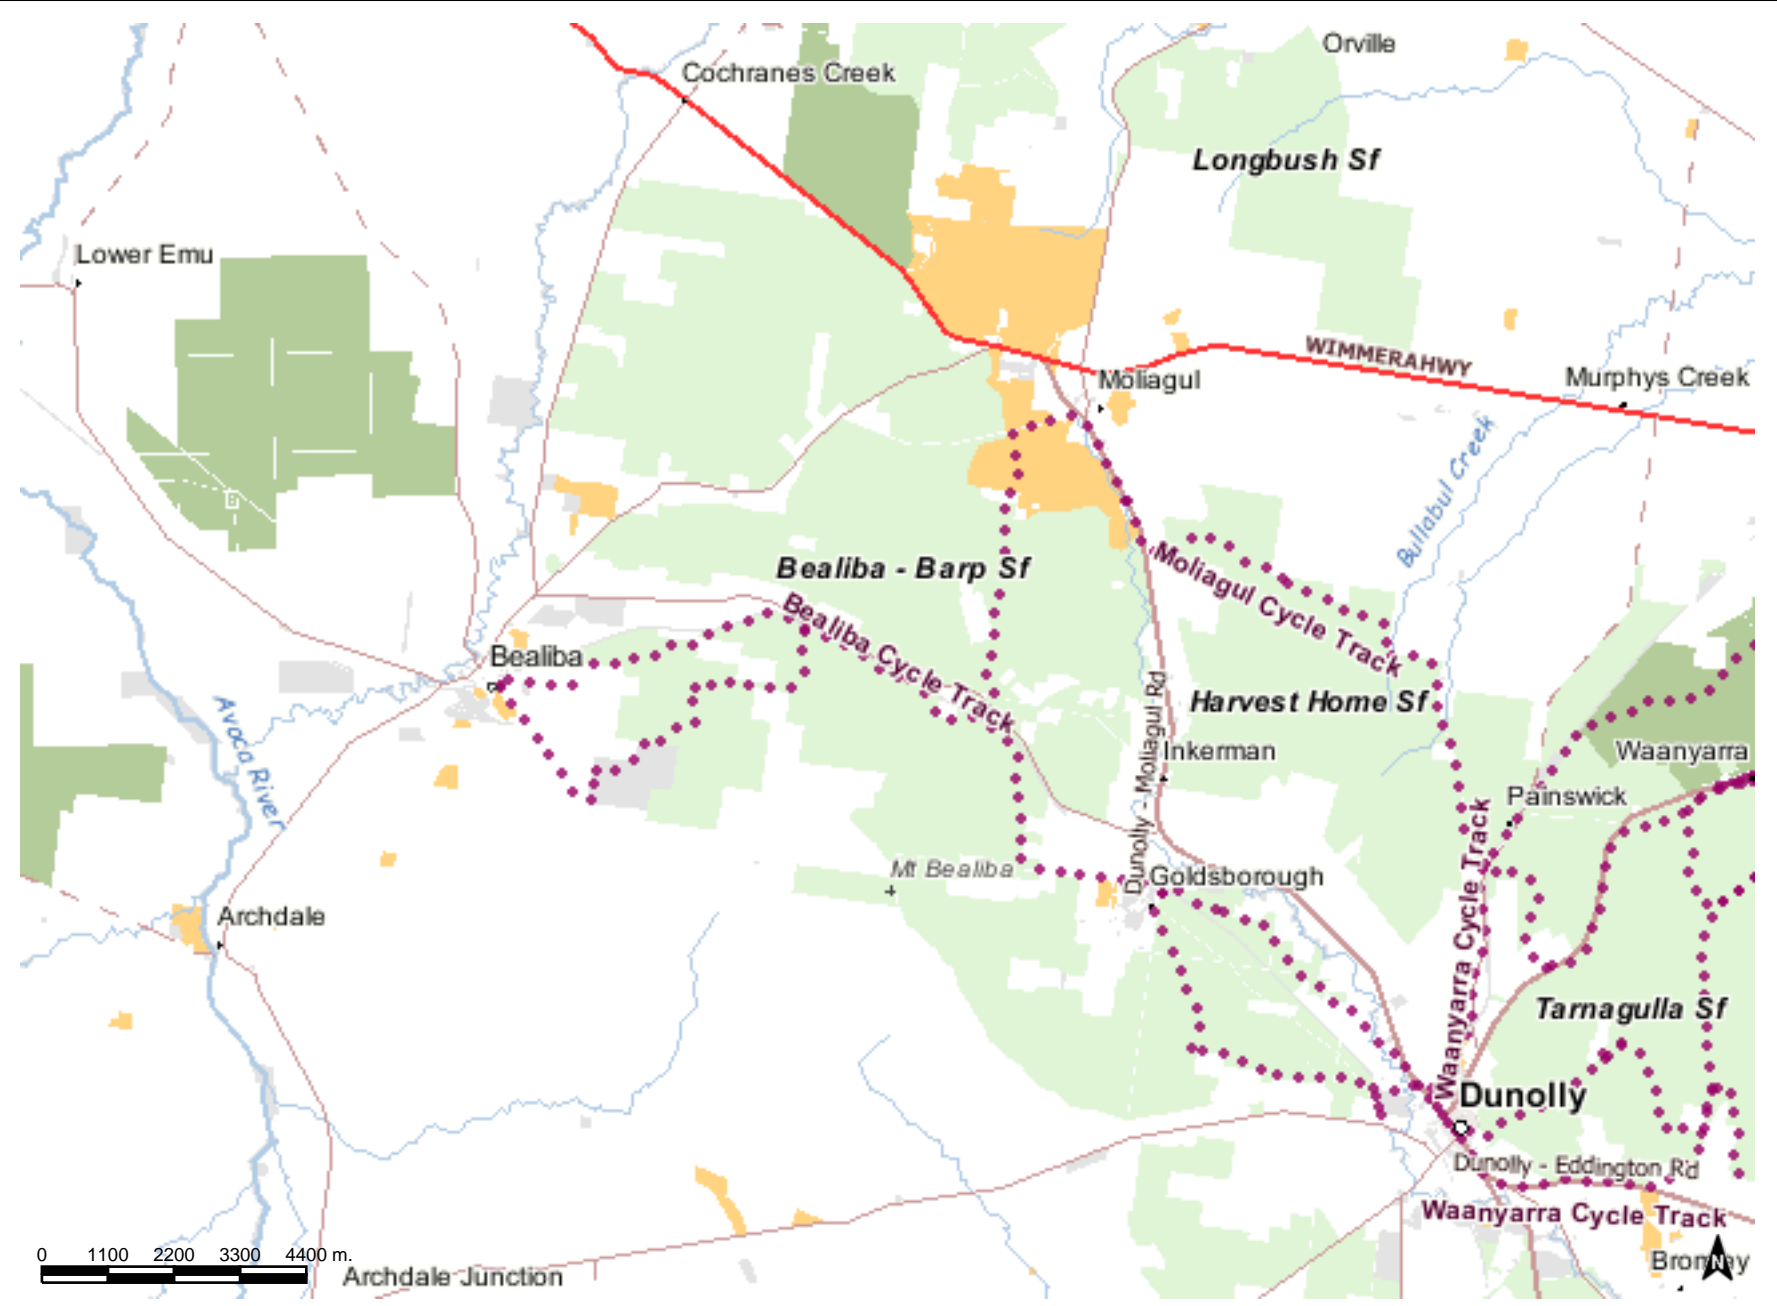 Orville
Cochranes Creek
Longbush Sf
Lower Emu
WIMMERAHWY
Moliagul
Murphys Creek
Bullabul Creek
Bealiba - Barp Sf
Moliagul Cycle Track
Bealiba Cycle Track
Bealiba
Harvest Home Sf
Dunolly - Moliagul Rd
Inkerman
Waanyarra
Avoca River
Painswick
Mt Bealiba
Goldsborough
Waanyarra Cycle Track
Archdale
Tarnagulla Sf
Dunolly
Dunolly - Eddington Rd
Waanyarra Cycle Track
0 1100 2200 3300 4400 m.
Archdale Junction
N